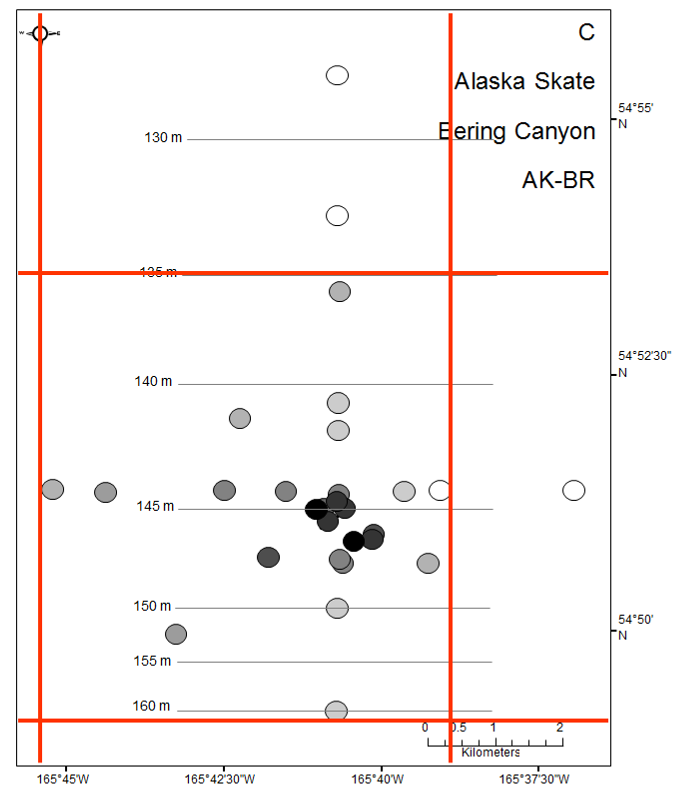 W E
C
Alaska Skate
54°55'
N
Bering Canyon
130 m
AK-BR
135 m
54°52'30"
N
140 m
145 m
150 m
54°50'
N
155 m
160 m
0 0.5 1 2
Kilometers
165°45'W 165°42'30"W 165°40'W 165°37'30"W